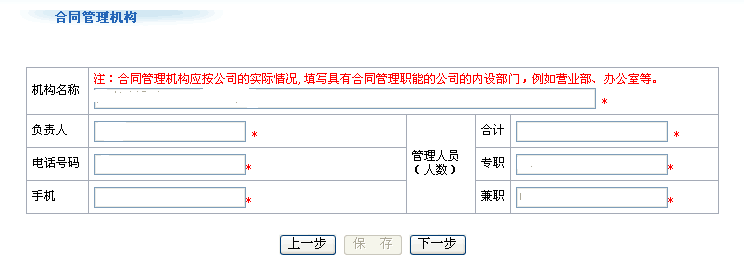 合同管理机构
注：合同管理机构应按公司的实际情况,填写具有合同管理职能的公司的内设部门，例如营业部、办公室等。
机构名称 *
负责人 * 合计 *
管理人员
电话号码 * 专职 *
（人数）
手机 * 兼职 *
上一步 保 存 下一步